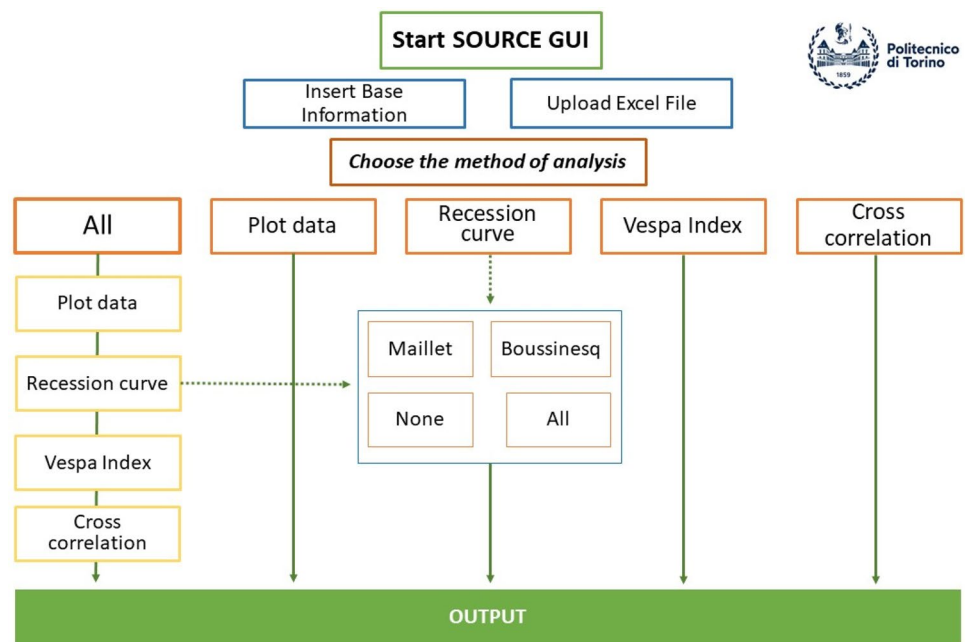 Start SOURCE GUI
Politecnico
di Torino
1859
Insert Base
Information
Upload Excel File
Choose the method of analysis
All
Plot data
Recession
curve
Vespa Index
Cross
correlation
Plot data
Recession curve
Vespa Index
Cross
correlation
Maillet
Boussinesq
None
All
OUTPUT